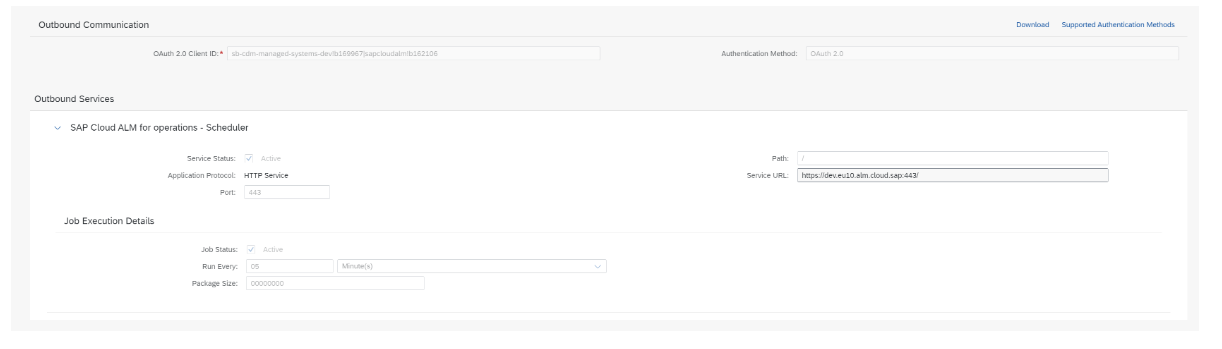 Outbound Communication
Download Supported Authentication Methods
OAuth 2.0 Client ID:* sb-cdm-managed-systems-dev!b169967|sapcloudalm!b162106
Authentication Method: OAuth 2.0
Outbound Services
SAP Cloud ALM for operations - Scheduler
Service Status: Active
Path: /
Application Protocol: HTTP Service
Service URL: https://dev.eu10.alm.cloud.sap:443/
Port: 443
Job Execution Details
Job Status: Active
Run Every: 05 Minute(s)
Package Size: 00000000